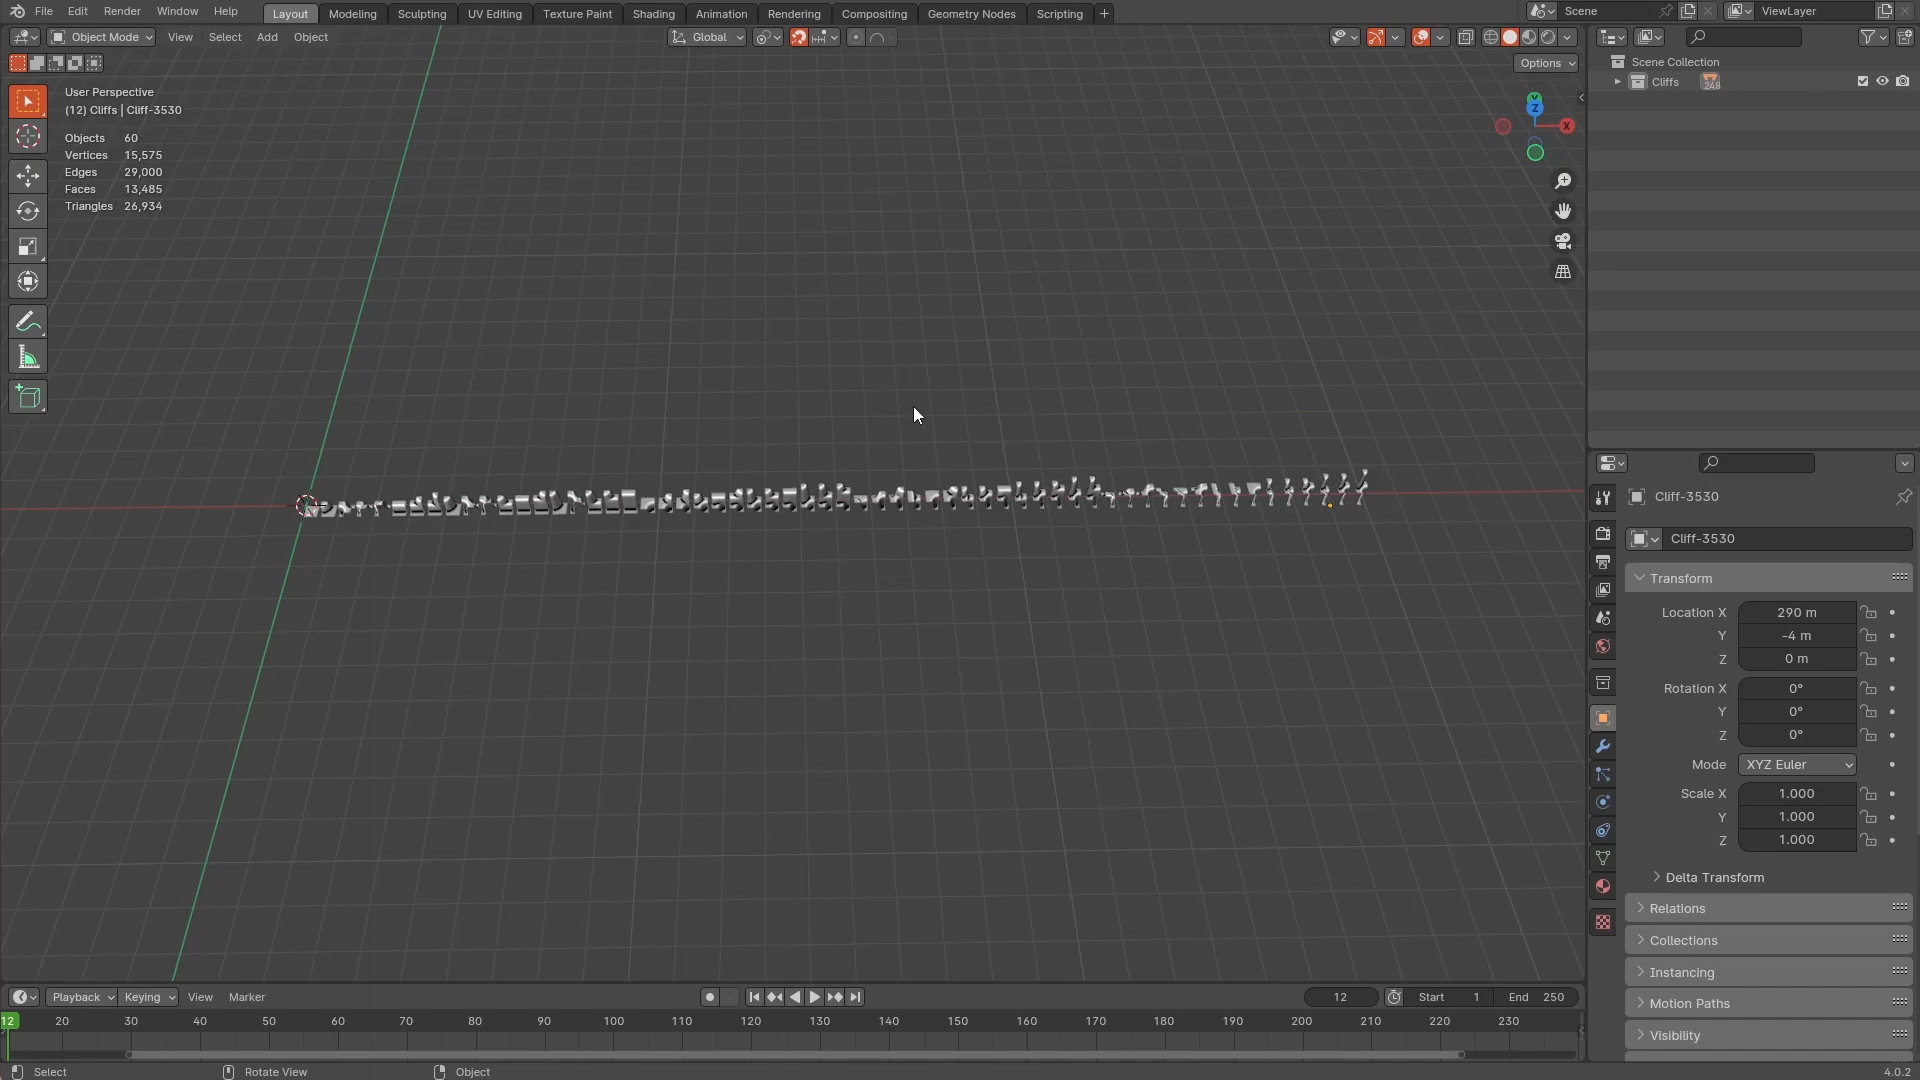 File Edit Render Window Help Layout Modeling Sculpting UV Editing Texture Paint Shading Animation Rendering Compositing Geometry Nodes Scripting + Scene ViewLayer
Object Mode View Select Add Object Global
Options
User Perspective
(12) Cliffs | Cliff-3530
Objects 60
Vertices 15,575
Edges 29,000
Faces 13,485
Triangles 26,934
Y
Z
X
Scene Collection
Cliffs 248
Cliff-3530
Cliff-3530
Transform
Location X 290 m
Y -4 m
Z 0 m
Rotation X 0°
Y 0°
Z 0°
Mode XYZ Euler
Scale X 1.000
Y 1.000
Z 1.000
Delta Transform
Relations
Collections
Instancing
Motion Paths
Visibility
Playback Keying View Marker 12 Start 1 End 250
12 20 30 40 50 60 70 80 90 100 110 120 130 140 150 160 170 180 190 200 210 220 230
Select Rotate View Object 4.0.2